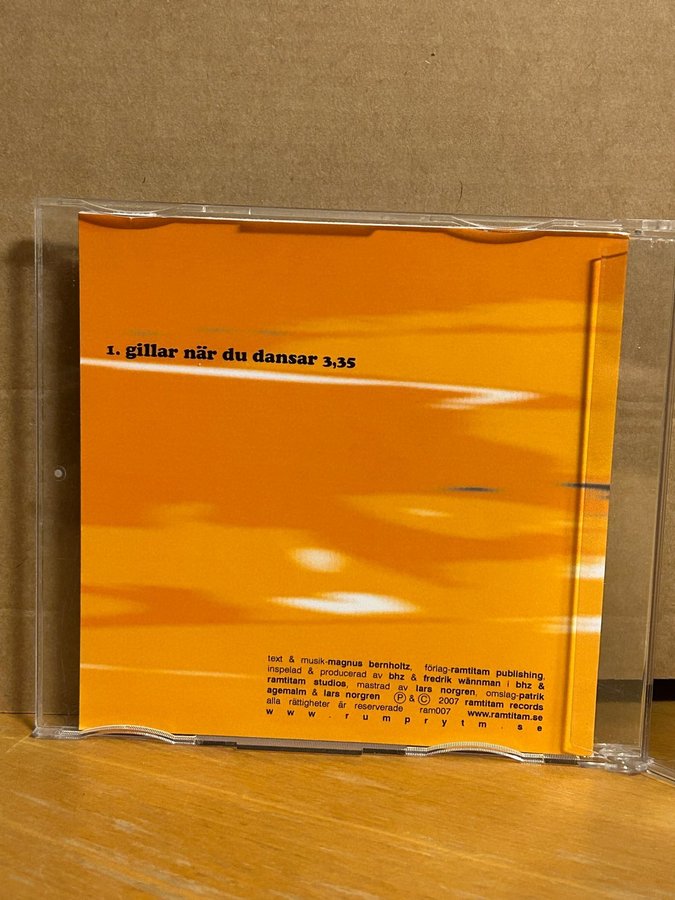 1. gillar när du dansar 3,35
text & musik-magnus bernholtz, förlag-ramtitam publishing,
inspelad & producerad av bhz & fredrik wännman i bhz &
ramtitam studios, mastrad av lars norgren, omslag-patrik
agemalm & lars norgren Ⓟ & © 2007 ramtitam records
alla rättigheter är reserverade ram007 www.ramtitam.se
w w w . r u m p r y t m . s e